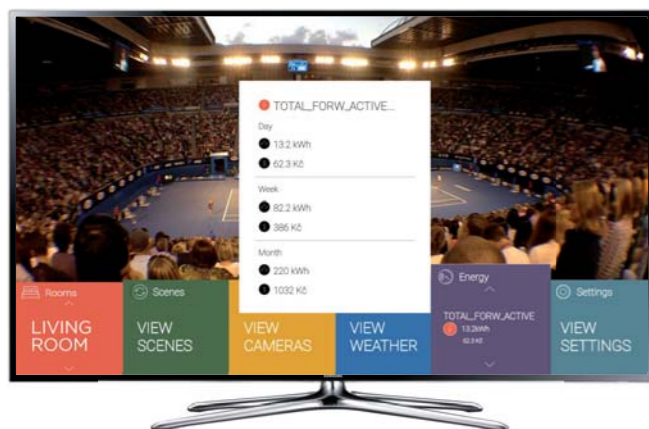 TOTAL_FORW_ACTIVE...
Day
13.2 kWh
62.3 Kč
Week
82.2 kWh
386 Kč
Month
220 kWh
1032 Kč
Rooms
LIVING
ROOM
Scenes
VIEW
SCENES
VIEW
CAMERAS
VIEW
WEATHER
Energy
TOTAL_FORW_ACTIVE
13.2kWh
62.3 Kč
Settings
VIEW
SETTINGS